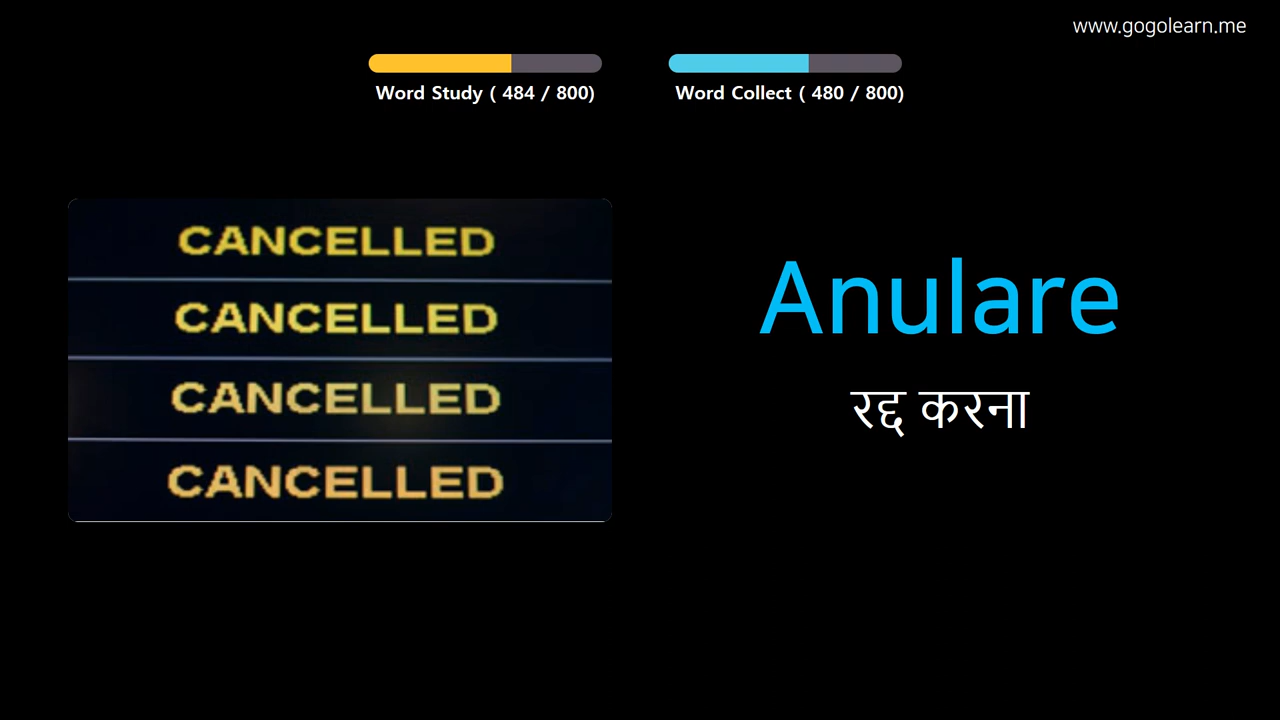 www.gogolearn.me
Word Study ( 484 / 800)
Word Collect ( 480 / 800)
CANCELLED
CANCELLED
CANCELLED
CANCELLED
Anulare
रद्द करना